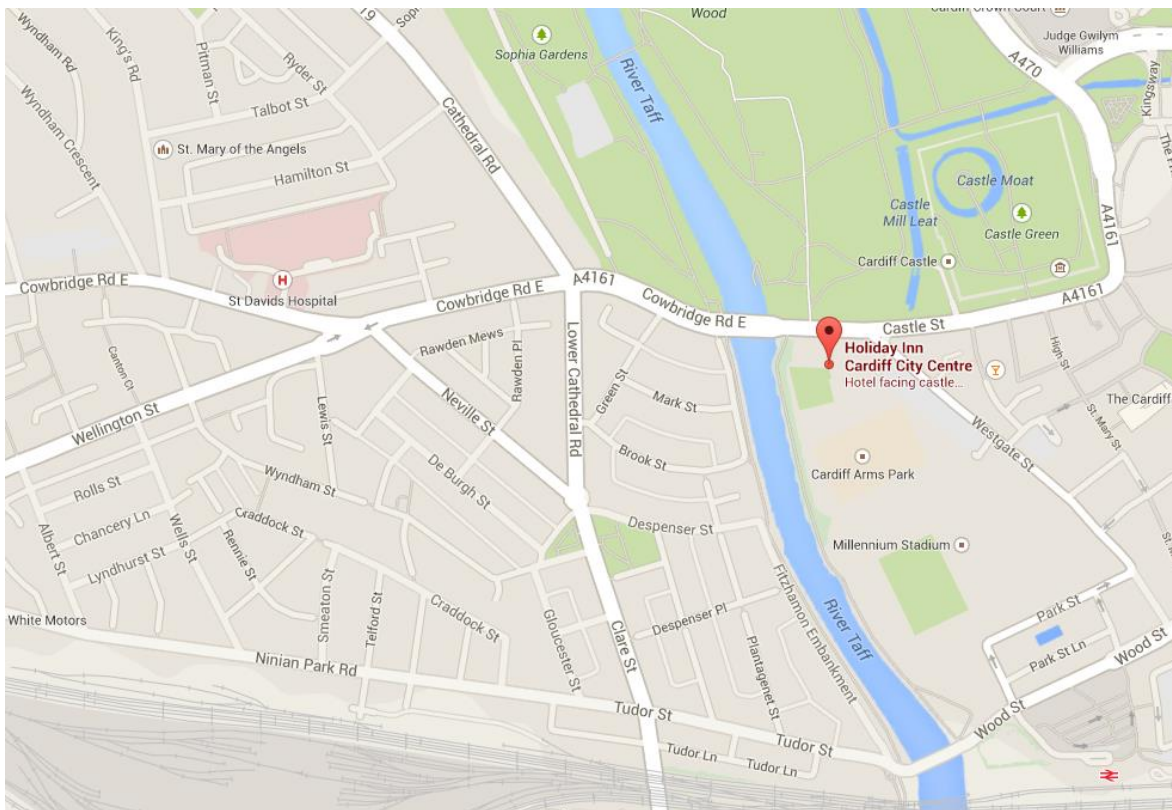 Wyndham Rd
King's Rd
Pitman St
Ryder St
Talbot St
Wyndham Crescent
St. Mary of the Angels
Hamilton St
Cathedral Rd
Sophia Gardens
River Taff
Wood
A470
Judge Gwilym
Williams
Kingsway
Castle Moat
Castle
Mill Leat
Castle Green
A4161
Cardiff Castle
A4161
Cowbridge Rd E
St Davids Hospital
H
Cowbridge Rd E
A4161
Cowbridge Rd E
Castle St
Holiday Inn
Cardiff City Centre
Hotel facing castle...
High St
The Cardiff
St. Mary St
Westgate St
Canton Ct
Rawden Mews
Rawden Pl
Lower Cathedral Rd
Green St
Mark St
Wellington St
Lewis St
Neville St
Brook St
Cardiff Arms Park
De Burgh St
Wyndham St
Rolls St
Chancery Ln
Craddock St
Albert St
Wells St
Rennie St
Lyndhurst St
Despenser St
Millennium Stadium
Smeaton St
Telford St
Craddock St
Gloucester St
Clare St
Despenser Pl
Plantagenet St
Fitzhamon Embankment
River Taff
Park St
Park St Ln
Wood St
White Motors
Ninian Park Rd
Tudor St
Tudor St
Tudor Ln
Tudor Ln
Wood St